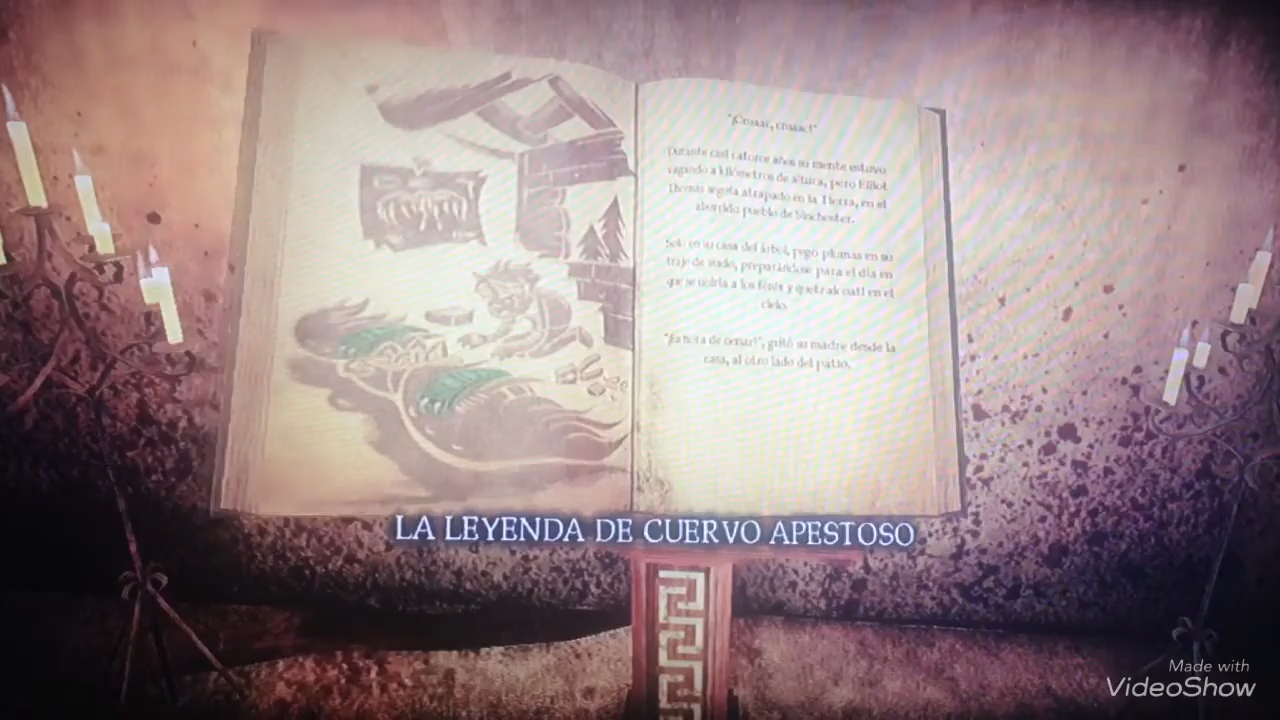 "¡Cruaac, cruaac!"
Durante casi catorce años su mente estuvo
vagando a kilómetros de altura, pero Elliot
Thomas seguía atrapado en la Tierra, en el
aburrido pueblo de Sinchester.
Solo en su casa del árbol, pegó plumas en su
traje de vuelo, preparándose para el día en
que se uniría a los fénix y quetzalcoatl en el
cielo.
"¡Es hora de cenar!", gritó su madre desde la
casa, al otro lado del patio.
LA LEYENDA DE CUERVO APESTOSO
Made with
VideoShow